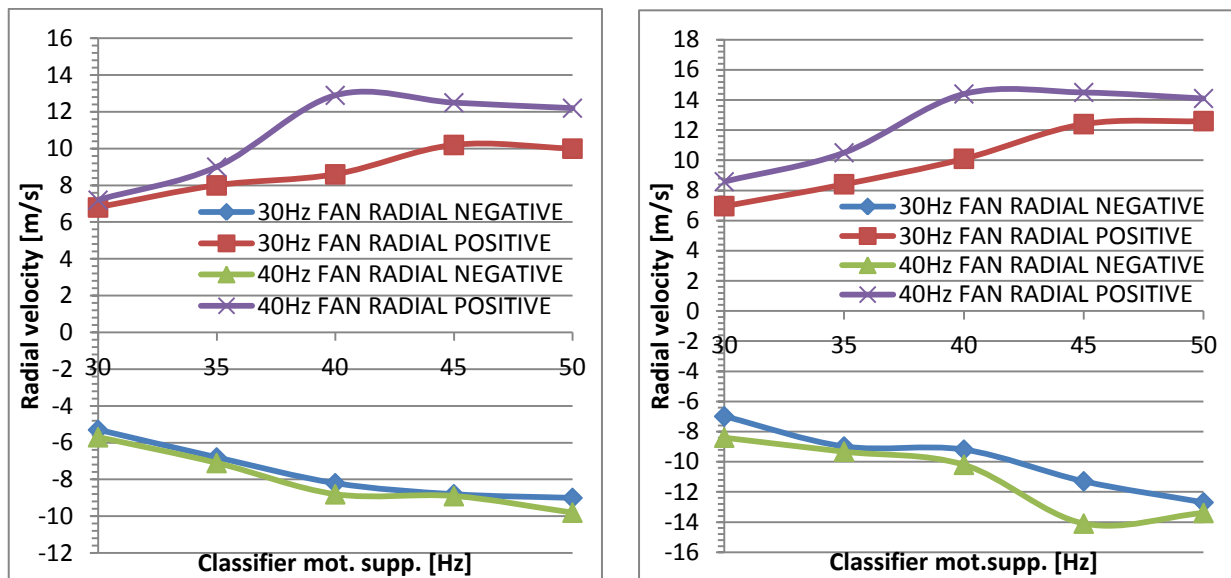 16
14
12
10
8
6
4
2
0
-2
-4
-6
-8
-10
-12
Radial velocity [m/s]
30HZ FAN RADIAL NEGATIVE
30HZ FAN RADIAL POSITIVE
40HZ FAN RADIAL NEGATIVE
40HZ FAN RADIAL POSITIVE
30 35 40 45 50
Classifier mot. supp. [Hz]
18
16
14
12
10
8
6
4
2
0
-2
-4
-6
-8
-10
-12
-14
-16
Radial velocity [m/s]
30Hz FAN RADIAL NEGATIVE
30Hz FAN RADIAL POSITIVE
40Hz FAN RADIAL NEGATIVE
40Hz FAN RADIAL POSITIVE
30 35 40 45 50
Classifier mot.supp. [Hz]